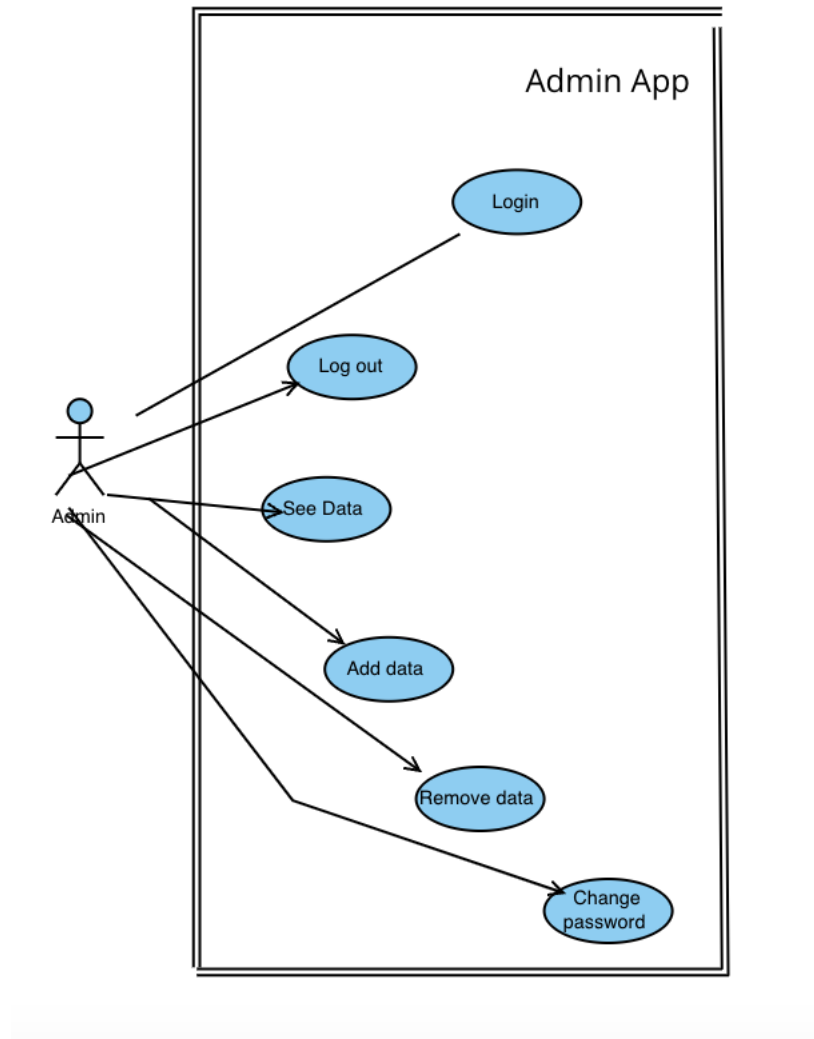 Admin App
Login
Log out
Admin
See Data
Add data
Remove data
Change
password